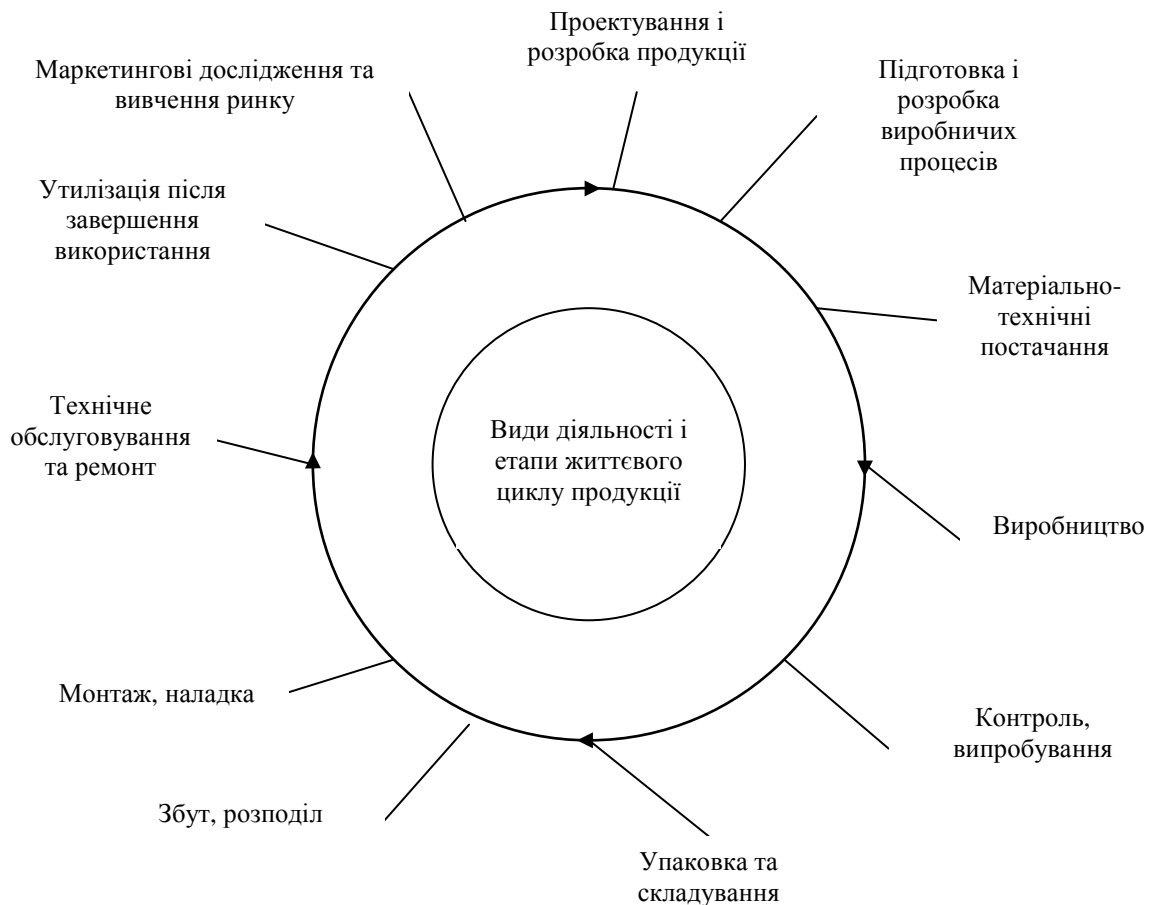 Проектування і
розробка продукції
Маркетингові дослідження та
вивчення ринку
Підготовка і
розробка
виробничих
процесів
Утилізація після
завершення
використання
Матеріально-
технічні
постачання
Технічне
обслуговування
та ремонт
Види діяльності і
етапи життєвого
циклу продукції
Виробництво
Монтаж, наладка
Контроль,
випробування
Збут, розподіл
Упаковка та
складування